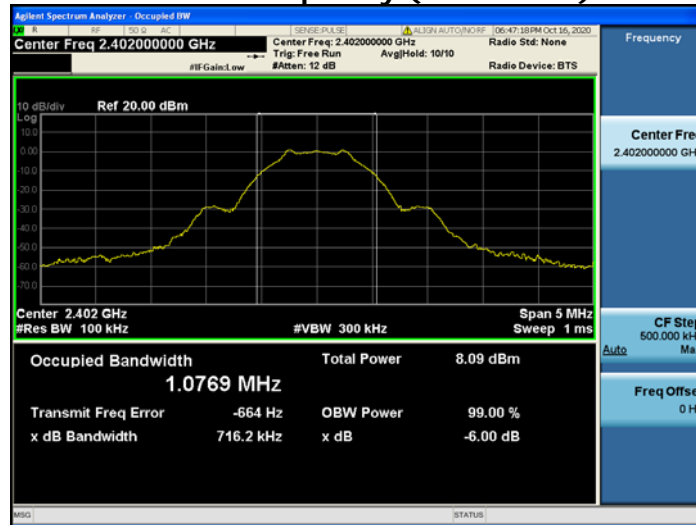 Agilent Spectrum Analyzer - Occupied BW
R RF 50 Ω AC SENSE:PULSE ALIGN AUTO/NO RF 06:47:18 PM Oct 16, 2020
Center Freq 2.402000000 GHz
Center Freq: 2.402000000 GHz Radio Std: None
Trig: Free Run Avg|Hold: 10/10
#IFGain:Low #Atten: 12 dB Radio Device: BTS
Frequency
10 dB/div Ref 20.00 dBm
Log
10.0
0.00
-10.0
-20.0
-30.0
-40.0
-50.0
-60.0
-70.0
Center Fre
2.402000000 GH
Center 2.402 GHz Span 5 MHz
#Res BW 100 kHz #VBW 300 kHz Sweep 1 ms
CF Ste
500.000 kH
Auto Ma
Occupied Bandwidth Total Power 8.09 dBm
1.0769 MHz
Transmit Freq Error -664 Hz OBW Power 99.00 %
x dB Bandwidth 716.2 kHz x dB -6.00 dB
Freq Offse
0 H
MSG STATUS